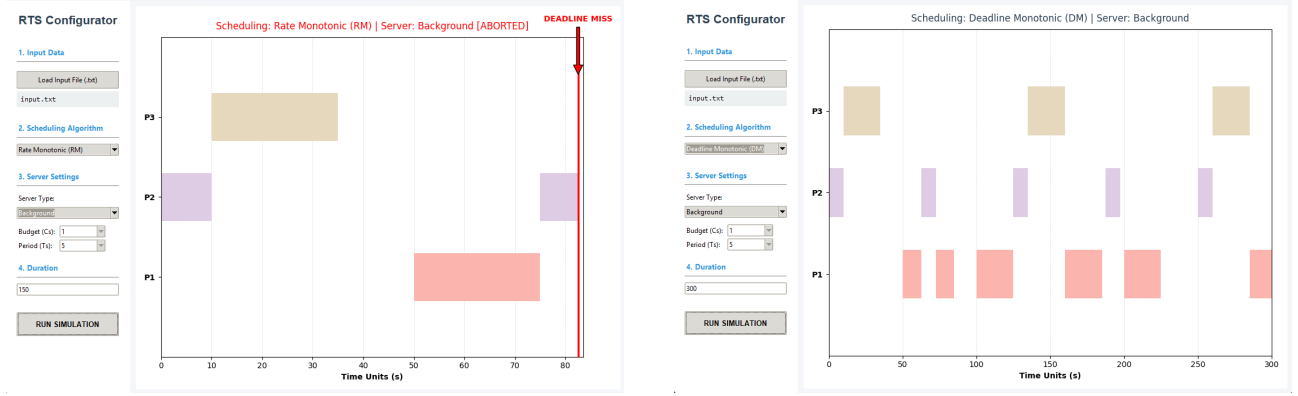 RTS Configurator
1. Input Data
Load Input File (.txt)
input.txt
2. Scheduling Algorithm
Rate Monotonic (RM)
3. Server Settings
Server Type:
Background
Budget (Cs): 1
Period (Ts): 5
4. Duration
150
RUN SIMULATION
DEADLINE MISS
Scheduling: Rate Monotonic (RM) | Server: Background [ABORTED]
P3
P2
P1
0 10 20 30 40 50 60 70 80
Time Units (s)
RTS Configurator
1. Input Data
Load Input File (.txt)
input.txt
2. Scheduling Algorithm
Deadline Monotonic (DM)
3. Server Settings
Server Type:
Background
Budget (Cs): 1
Period (Ts): 5
4. Duration
300
RUN SIMULATION
Scheduling: Deadline Monotonic (DM) | Server: Background
P3
P2
P1
0 50 100 150 200 250 300
Time Units (s)